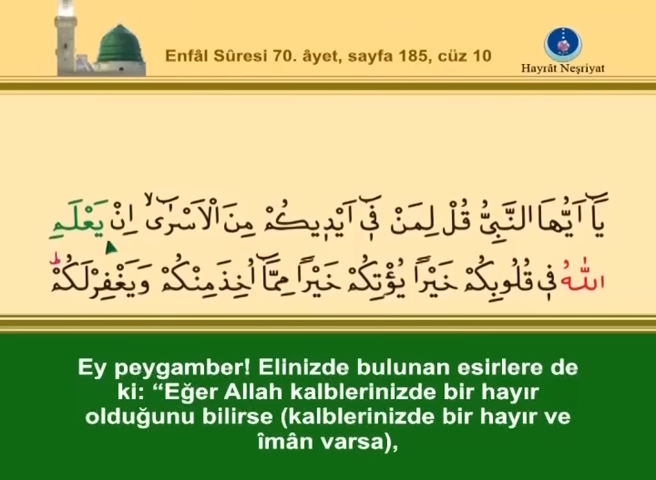 Enfâl Sûresi 70. âyet, sayfa 185, cüz 10
Hayrât Neşriyat
يَٓا اَيُّهَا النَّبِيُّ قُلْ لِمَنْ ف۪ٓي اَيْد۪يكُمْ مِنَ الْاَسْرٰٓىۙ اِنْ يَعْلَمِ
اللّٰهُ ف۪ي قُلُوبِكُمْ خَيْرًا يُؤْتِكُمْ خَيْرًا مِمَّٓا اُخِذَ مِنْكُمْ وَيَغْفِرْ لَكُمْۜ
Ey peygamber! Elinizde bulunan esirlere de
ki: “Eğer Allah kalblerinizde bir hayır
olduğunu bilirse (kalblerinizde bir hayır ve
îmân varsa),